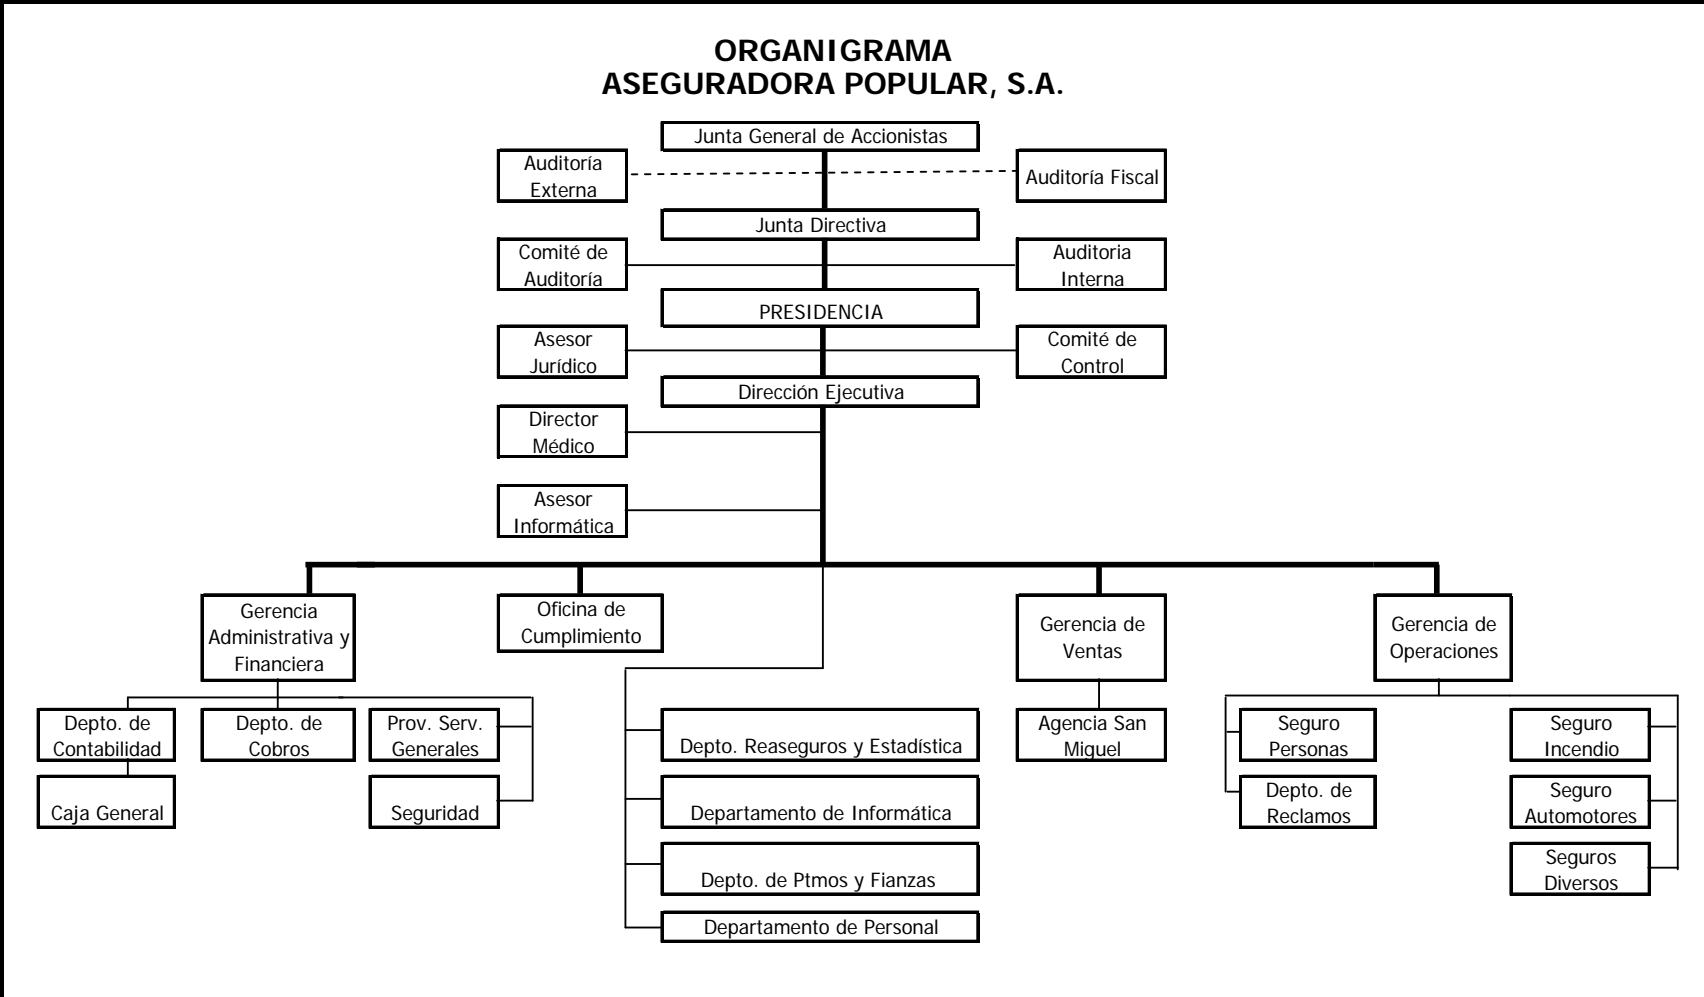 ORGANIGRAMA
ASEGURADORA POPULAR, S.A.
Junta General de Accionistas
Auditoría
Externa
Auditoría Fiscal
Junta Directiva
Comité de
Auditoría
Auditoria
Interna
PRESIDENCIA
Asesor
Jurídico
Comité de
Control
Dirección Ejecutiva
Director
Médico
Asesor
Informática
Gerencia
Administrativa y
Financiera
Oficina de
Cumplimiento
Gerencia de
Ventas
Gerencia de
Operaciones
Depto. de
Contabilidad
Depto. de
Cobros
Prov. Serv.
Generales
Depto. Reaseguros y Estadística
Agencia San
Miguel
Seguro
Personas
Seguro
Incendio
Caja General
Seguridad
Departamento de Informática
Depto. de
Reclamos
Seguro
Automotores
Depto. de Ptmos y Fianzas
Seguros
Diversos
Departamento de Personal